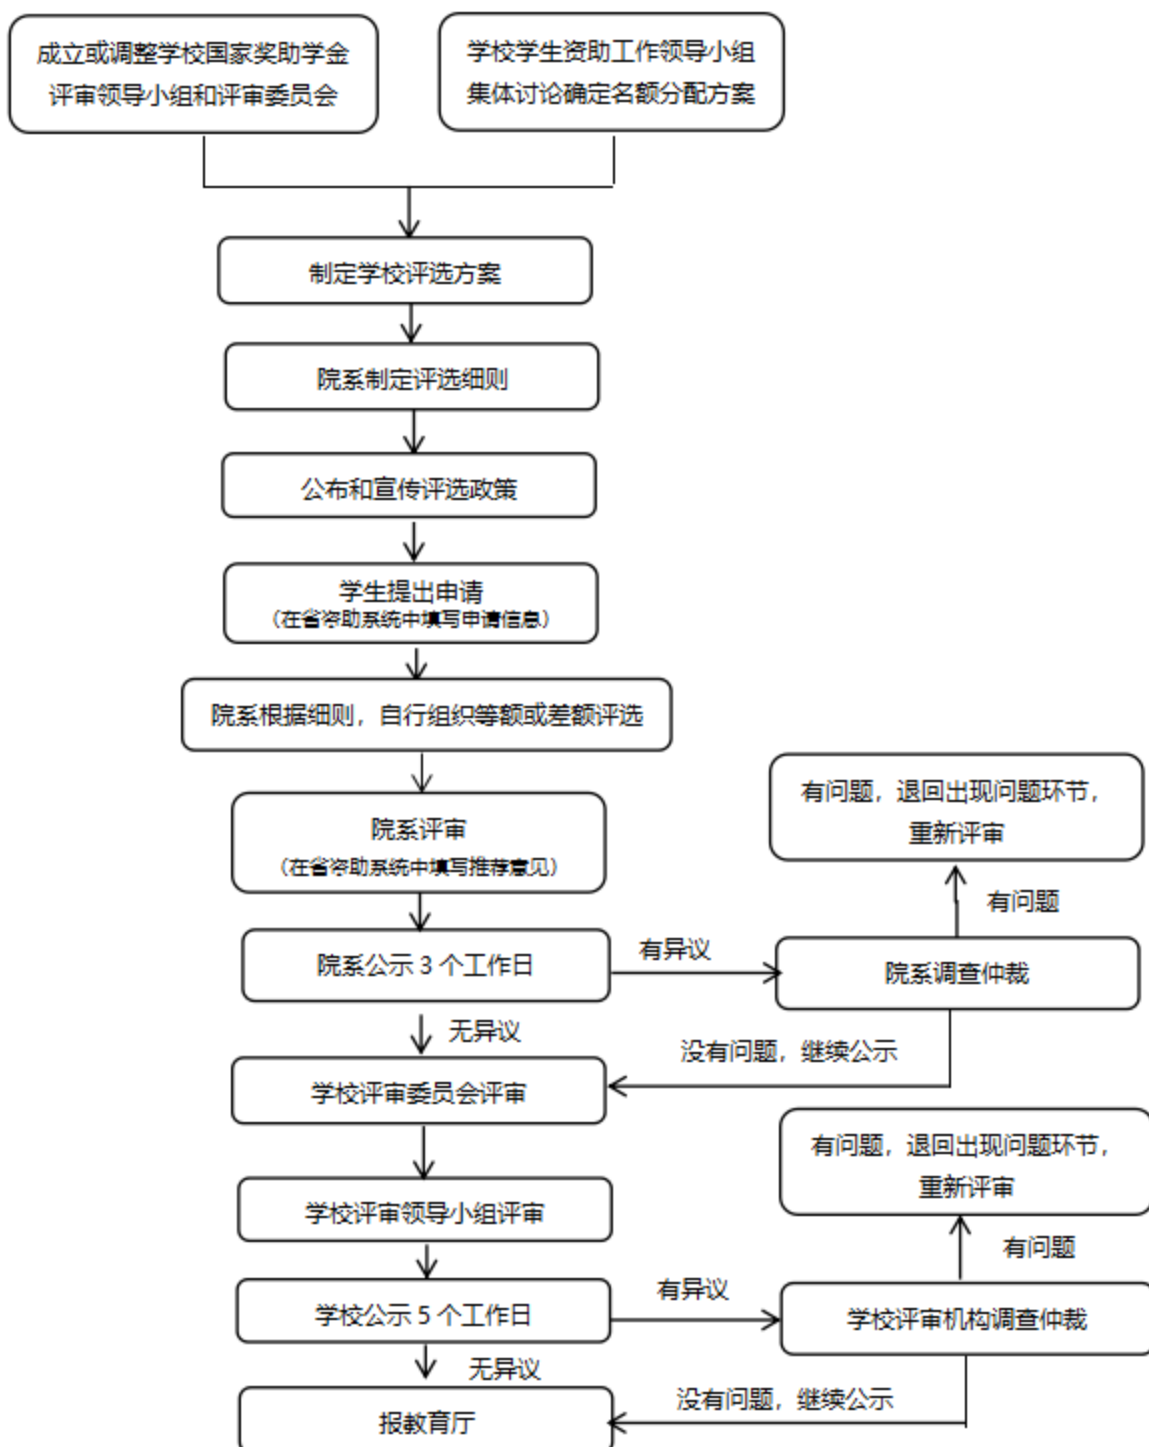 成立或调整学校国家奖助学金
评审领导小组和评审委员会
学校学生资助工作领导小组
集体讨论确定名额分配方案
制定学校评选方案
院系制定评选细则
公布和宣传评选政策
学生提出申请
（在省资助系统中填写申请信息）
院系根据细则，自行组织等额或差额评选
院系评审
（在省资助系统中填写推荐意见）
有问题，退回出现问题环节，
重新评审
有问题
院系公示 3 个工作日
有异议
院系调查仲裁
无异议
没有问题，继续公示
学校评审委员会评审
有问题，退回出现问题环节，
重新评审
学校评审领导小组评审
有问题
学校公示 5 个工作日
有异议
学校评审机构调查仲裁
无异议
没有问题，继续公示
报教育厅